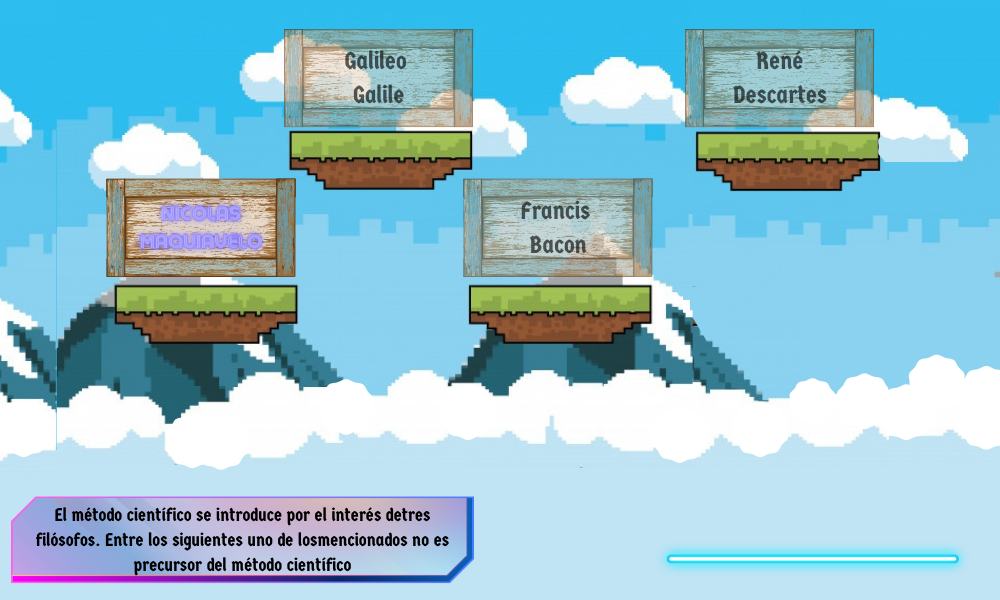 Galileo
Galile
René
Descartes
NICOLAS
MAQUIAVELO
Francis
Bacon
El método científico se introduce por el interés detres
filósofos. Entre los siguientes uno de losmencionados no es
precursor del método científico